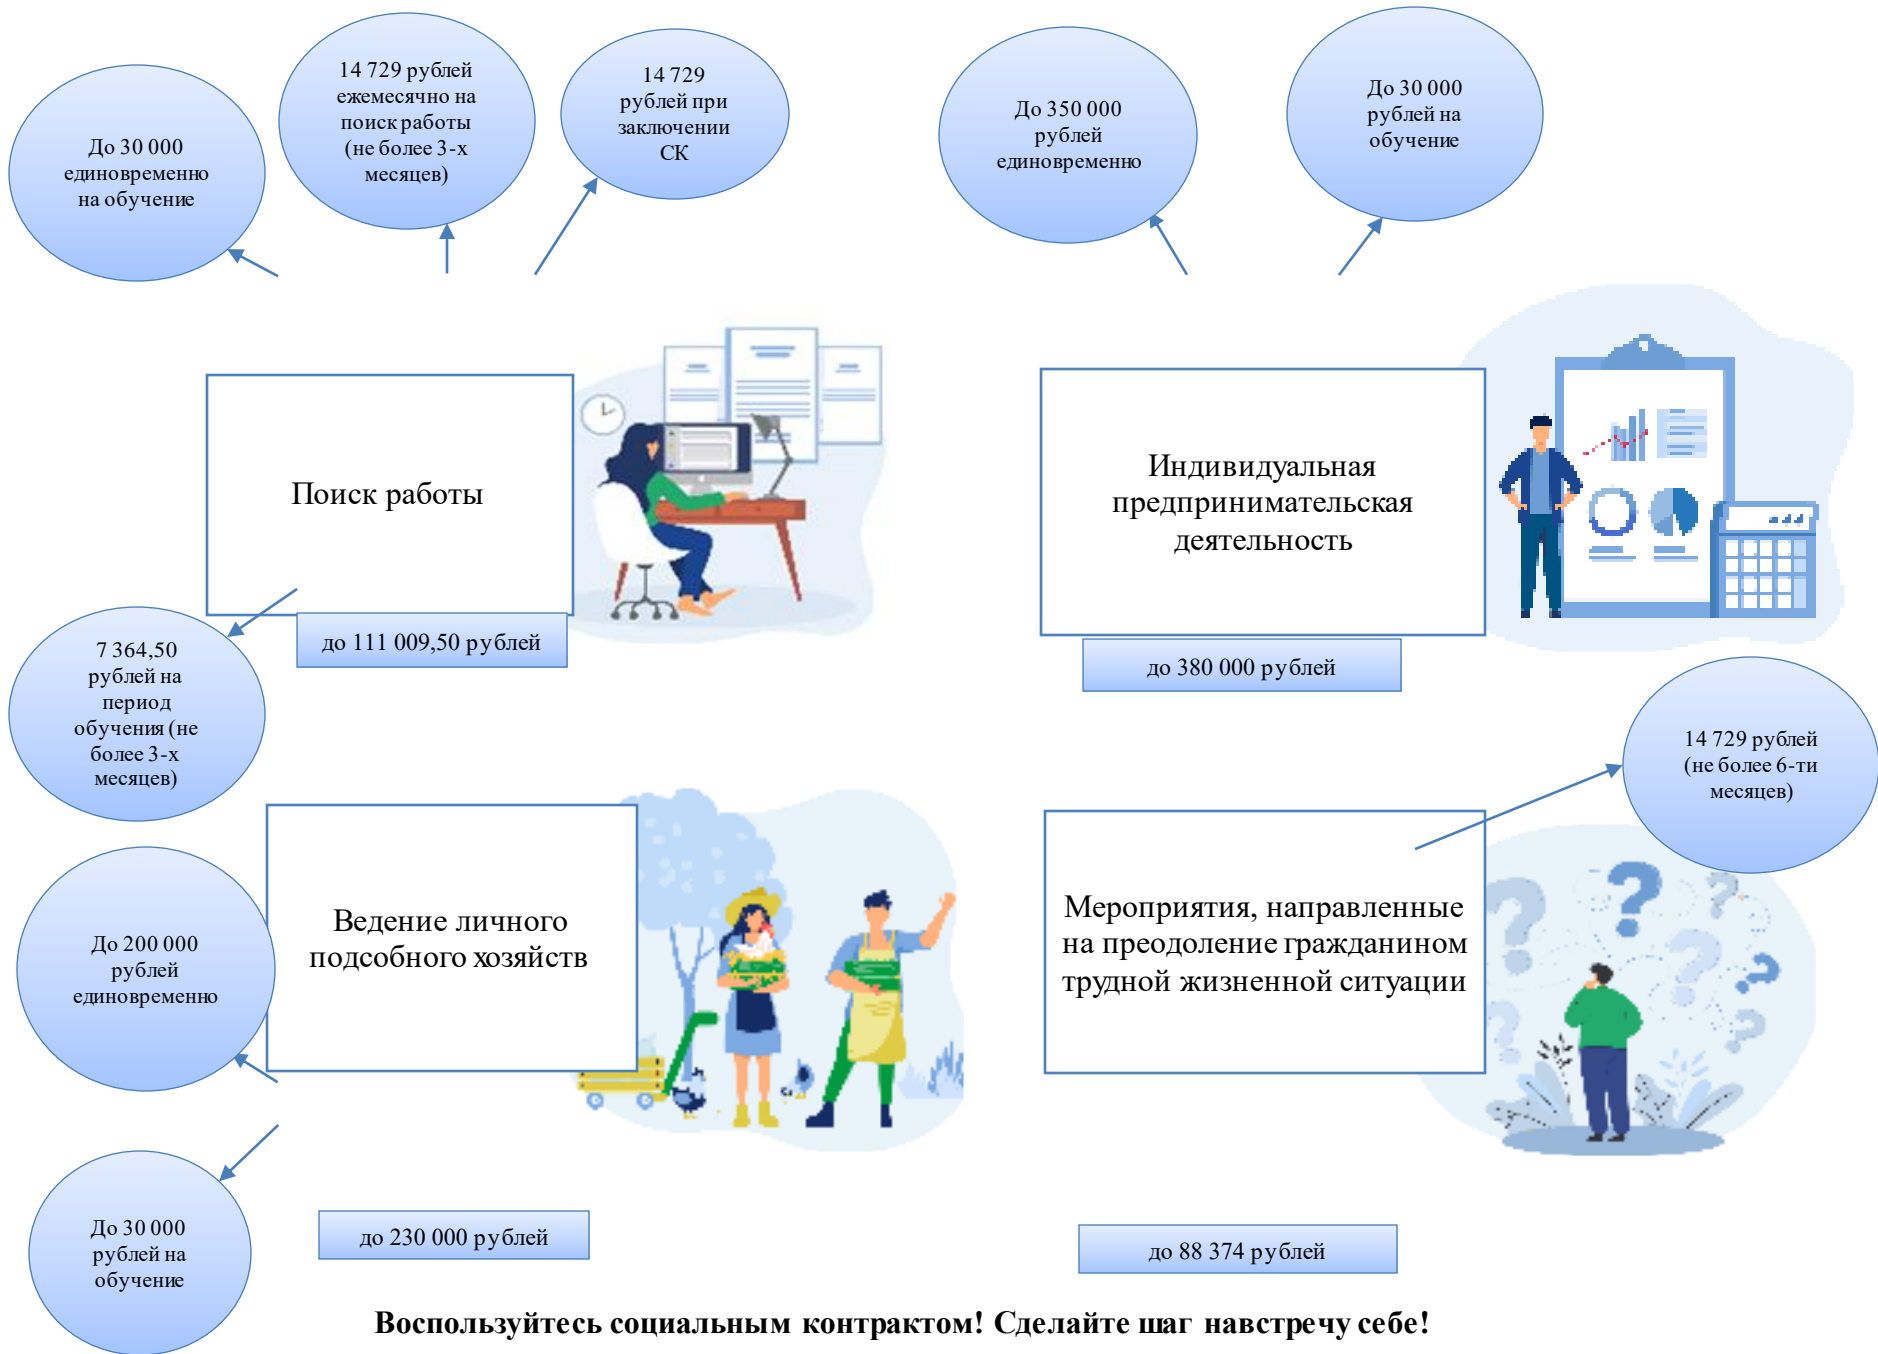 До 30 000
единовременно
на обучение
14 729 рублей
ежемесячно на
поиск работы
(не более 3-х
месяцев)
14 729
рублей при
заключении
СК
До 350 000
рублей
единовременно
До 30 000
рублей на
обучение
Поиск работы
до 111 009,50 рублей
7 364,50
рублей на
период
обучения (не
более 3-х
месяцев)
Индивидуальная
предпринимательская
деятельность
до 380 000 рублей
Ведение личного
подсобного хозяйств
До 200 000
рублей
единовременно
До 30 000
рублей на
обучение
до 230 000 рублей
14 729 рублей
(не более 6-ти
месяцев)
Мероприятия, направленные
на преодоление гражданином
трудной жизненной ситуации
до 88 374 рублей
Воспользуйтесь социальным контрактом! Сделайте шаг навстречу себе!